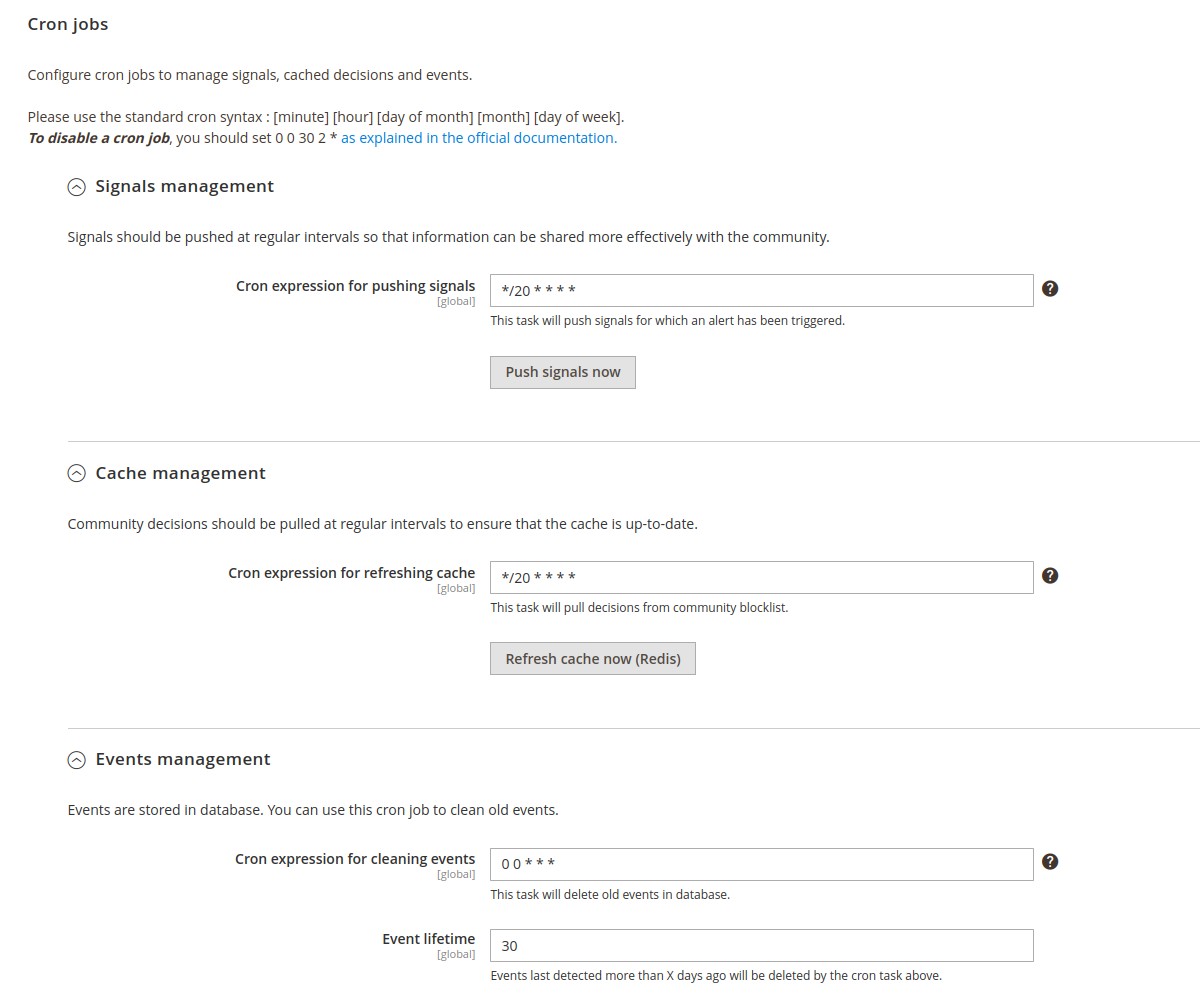 Cron jobs
Configure cron jobs to manage signals, cached decisions and events.
Please use the standard cron syntax : [minute] [hour] [day of month] [month] [day of week].
To disable a cron job, you should set 0 0 30 2 * as explained in the official documentation.
Signals management
Signals should be pushed at regular intervals so that information can be shared more effectively with the community.
Cron expression for pushing signals */20 * * * * ?
[global]
This task will push signals for which an alert has been triggered.
Push signals now
Cache management
Community decisions should be pulled at regular intervals to ensure that the cache is up-to-date.
Cron expression for refreshing cache */20 * * * * ?
[global]
This task will pull decisions from community blocklist.
Refresh cache now (Redis)
Events management
Events are stored in database. You can use this cron job to clean old events.
Cron expression for cleaning events 0 0 * * * ?
[global]
This task will delete old events in database.
Event lifetime 30
[global]
Events last detected more than X days ago will be deleted by the cron task above.